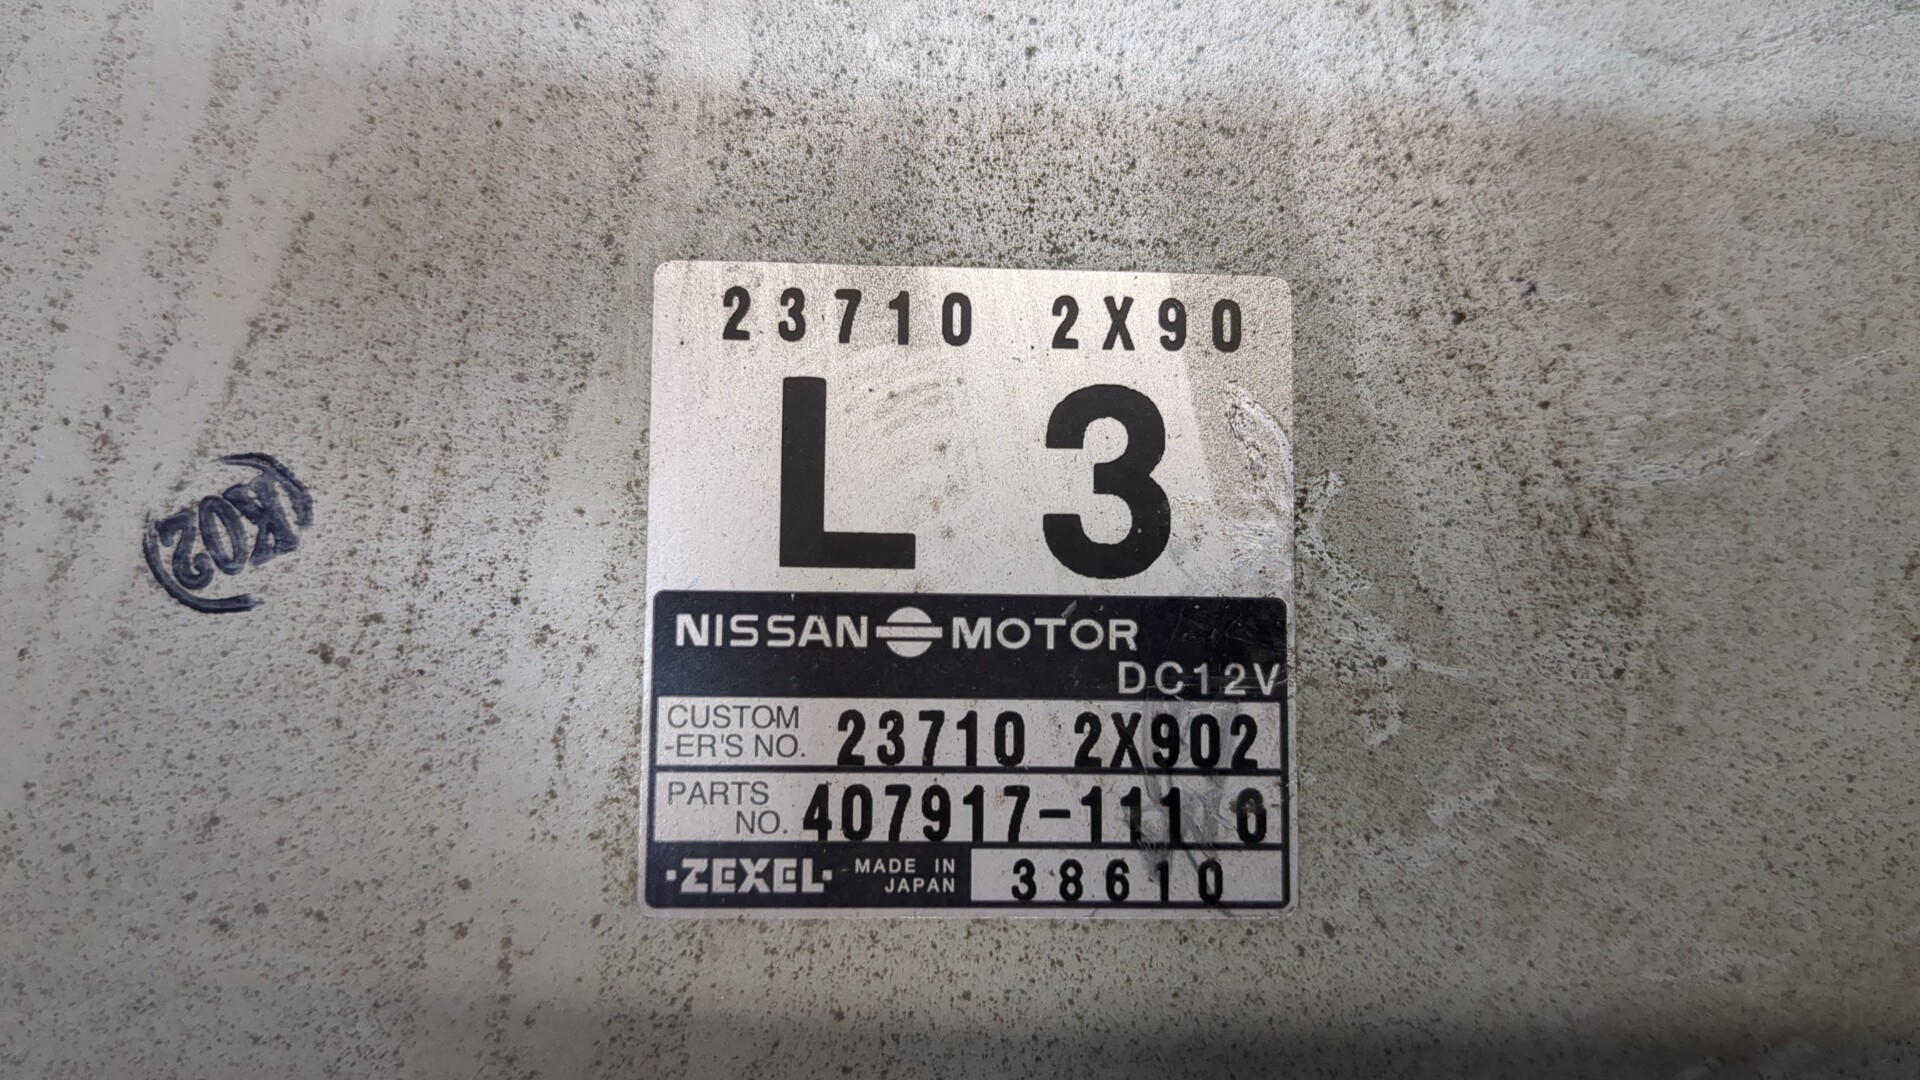 23710 2X90
L 3
NISSAN MOTOR
DC12V
CUSTOM
-ER'S NO. 23710 2X902
PARTS
NO. 407917-111 0
·ZEXEL· MADE IN
JAPAN 38610
(K02)